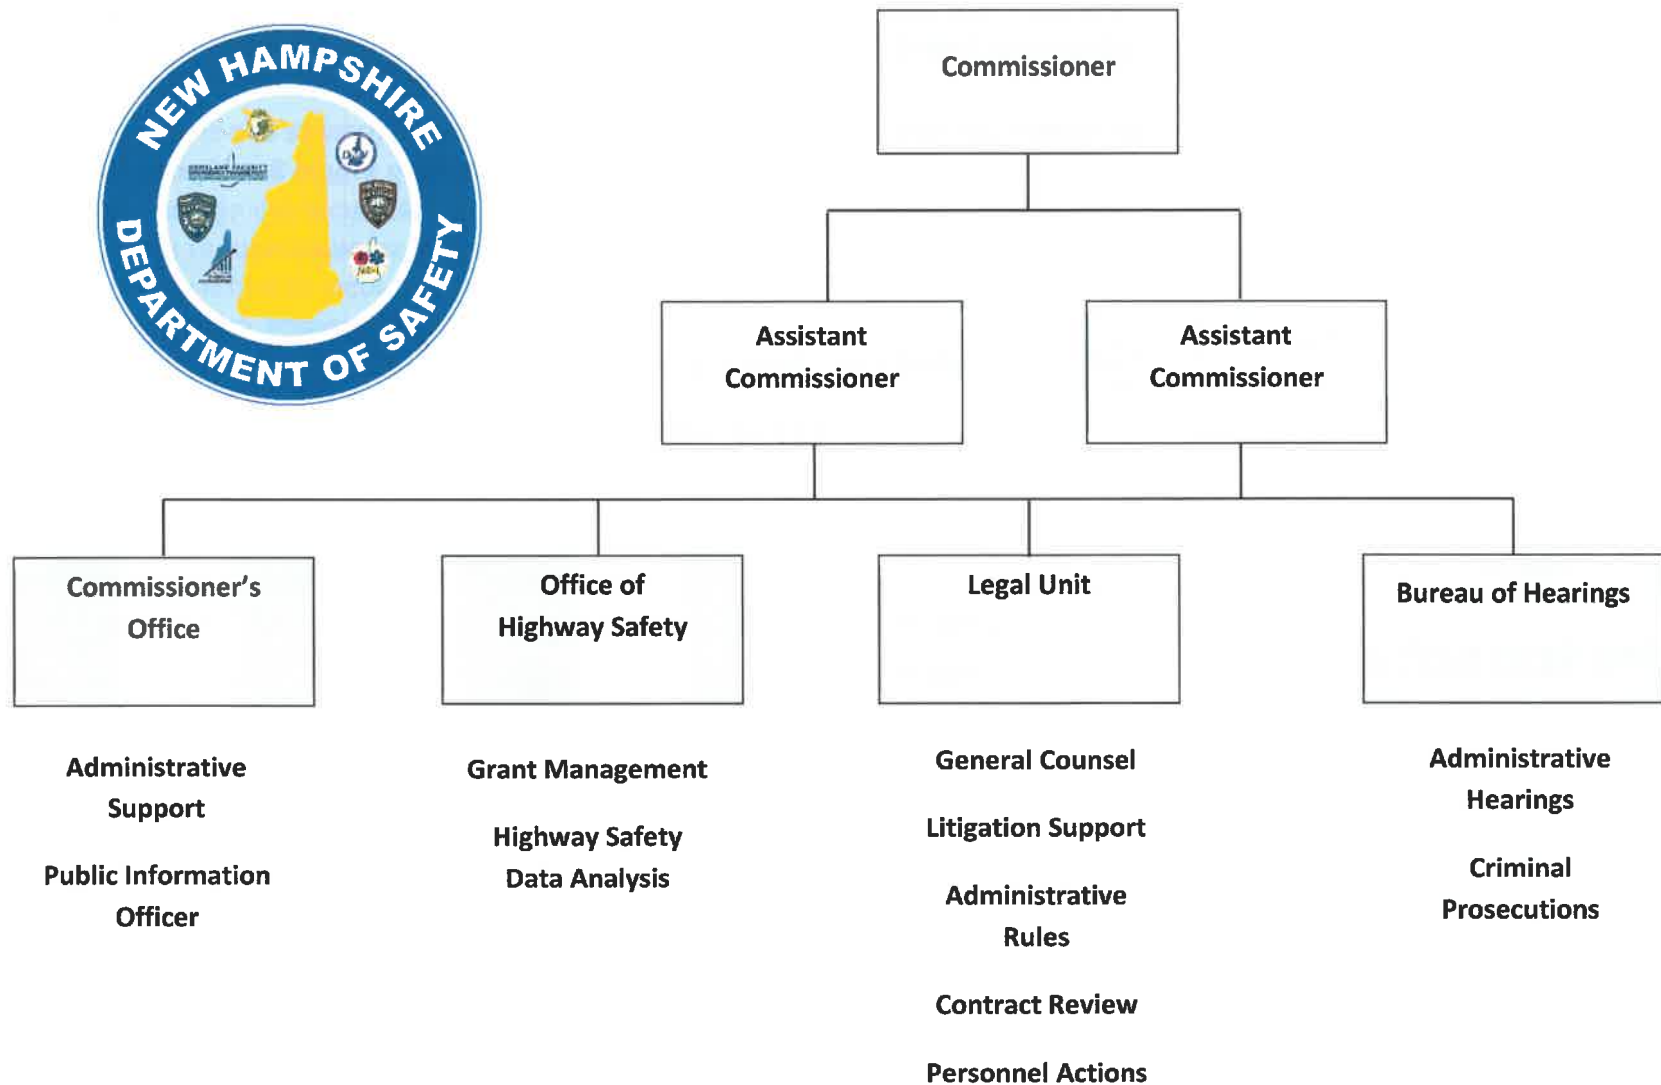 NEW HAMPSHIRE
DEPARTMENT OF SAFETY
Commissioner
Assistant
Commissioner
Assistant
Commissioner
Commissioner's
Office
Office of
Highway Safety
Legal Unit
Bureau of Hearings
Administrative
Support
Public Information
Officer
Grant Management
Highway Safety
Data Analysis
General Counsel
Litigation Support
Administrative
Rules
Contract Review
Personnel Actions
Administrative
Hearings
Criminal
Prosecutions